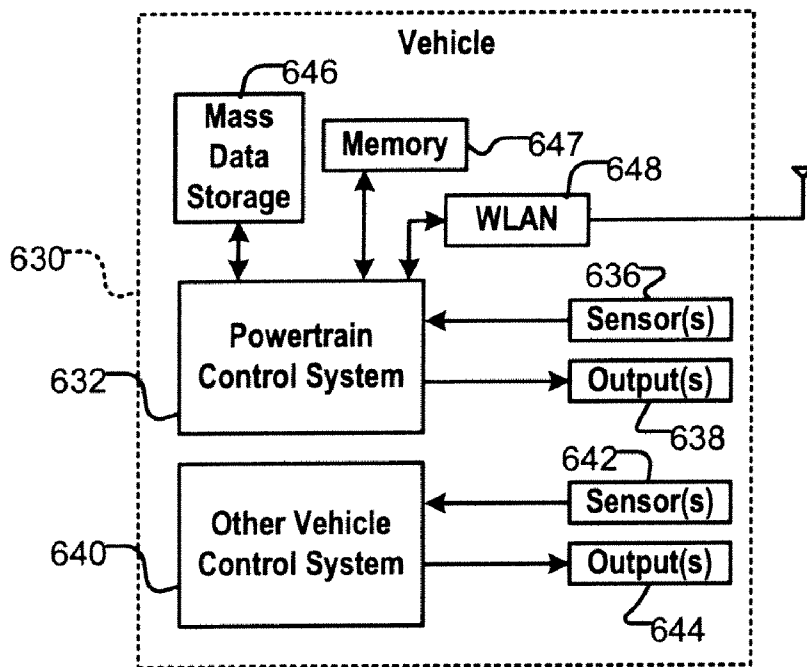 Vehicle
646
Mass
Data
Storage
Memory
647
648
WLAN
630
636
Powertrain
Control System
Sensor(s)
632
Output(s)
638
642
Other Vehicle
Control System
Sensor(s)
640
Output(s)
644